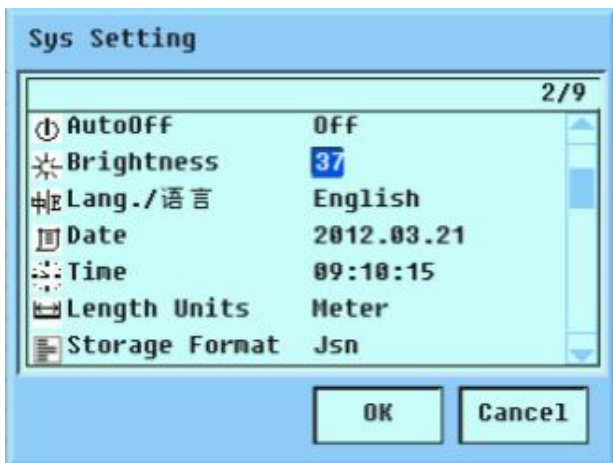 Sys Setting
2/9
AutoOff Off
Brightness 37
Lang./语言 English
Date 2012.03.21
Time 09:10:15
Length Units Meter
Storage Format Jsn
OK Cancel